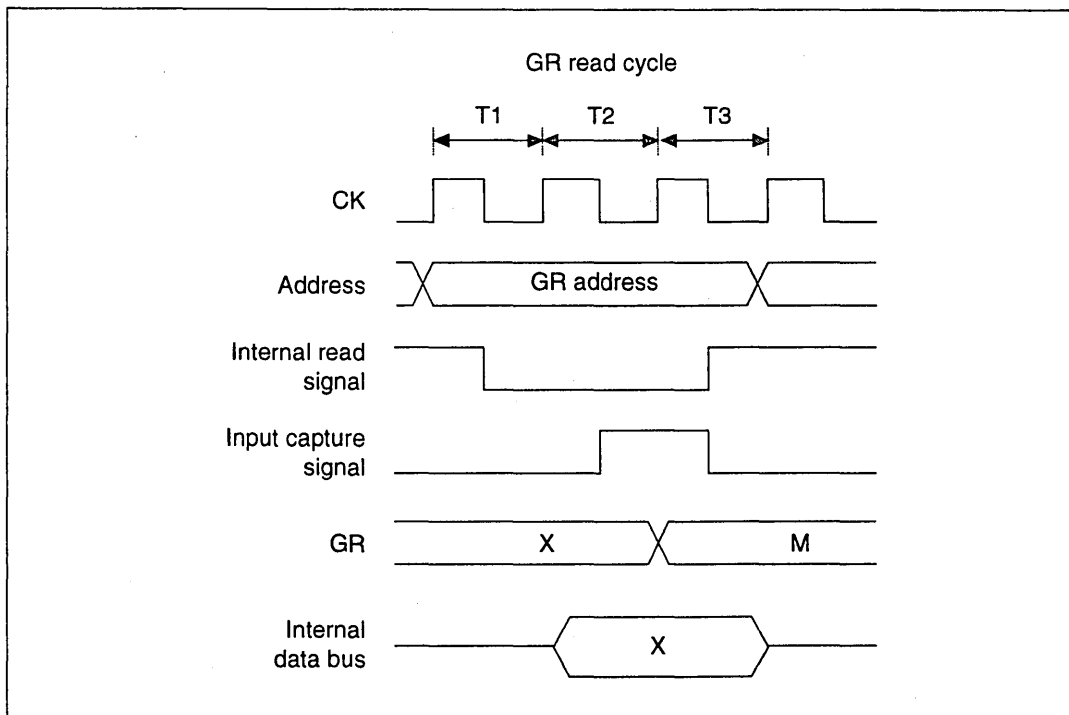 GR read cycle
T1 T2 T3
CK
Address
GR address
Internal read
signal
Input capture
signal
GR
X
M
Internal
data bus
X